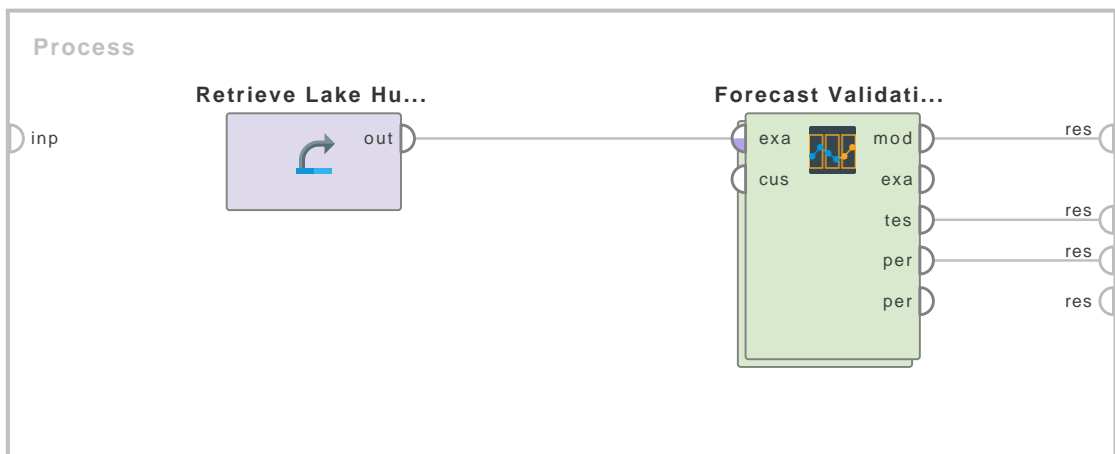 Process
Retrieve Lake Hu...
Forecast Validati...
inp
out
exa
mod
res
cus
exa
tes
res
per
res
per
res